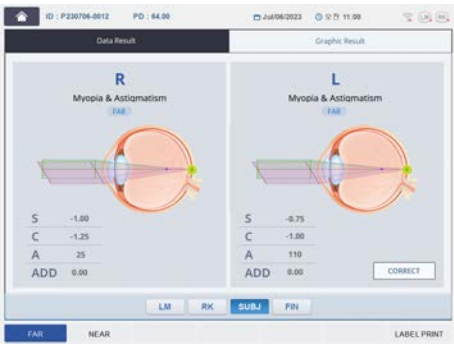 ID : P230706-0012 PD : 64.00 Jul/06/2023 오전 11:00 LM RK
Data Result Graphic Result
R
Myopia & Astigmatism
FAR
S -1.00
C -1.25
A 25
ADD 0.00
L
Myopia & Astigmatism
FAR
S -0.75
C -1.00
A 110
ADD 0.00
CORRECT
LM RK SUBJ FIN
FAR NEAR LABEL PRINT